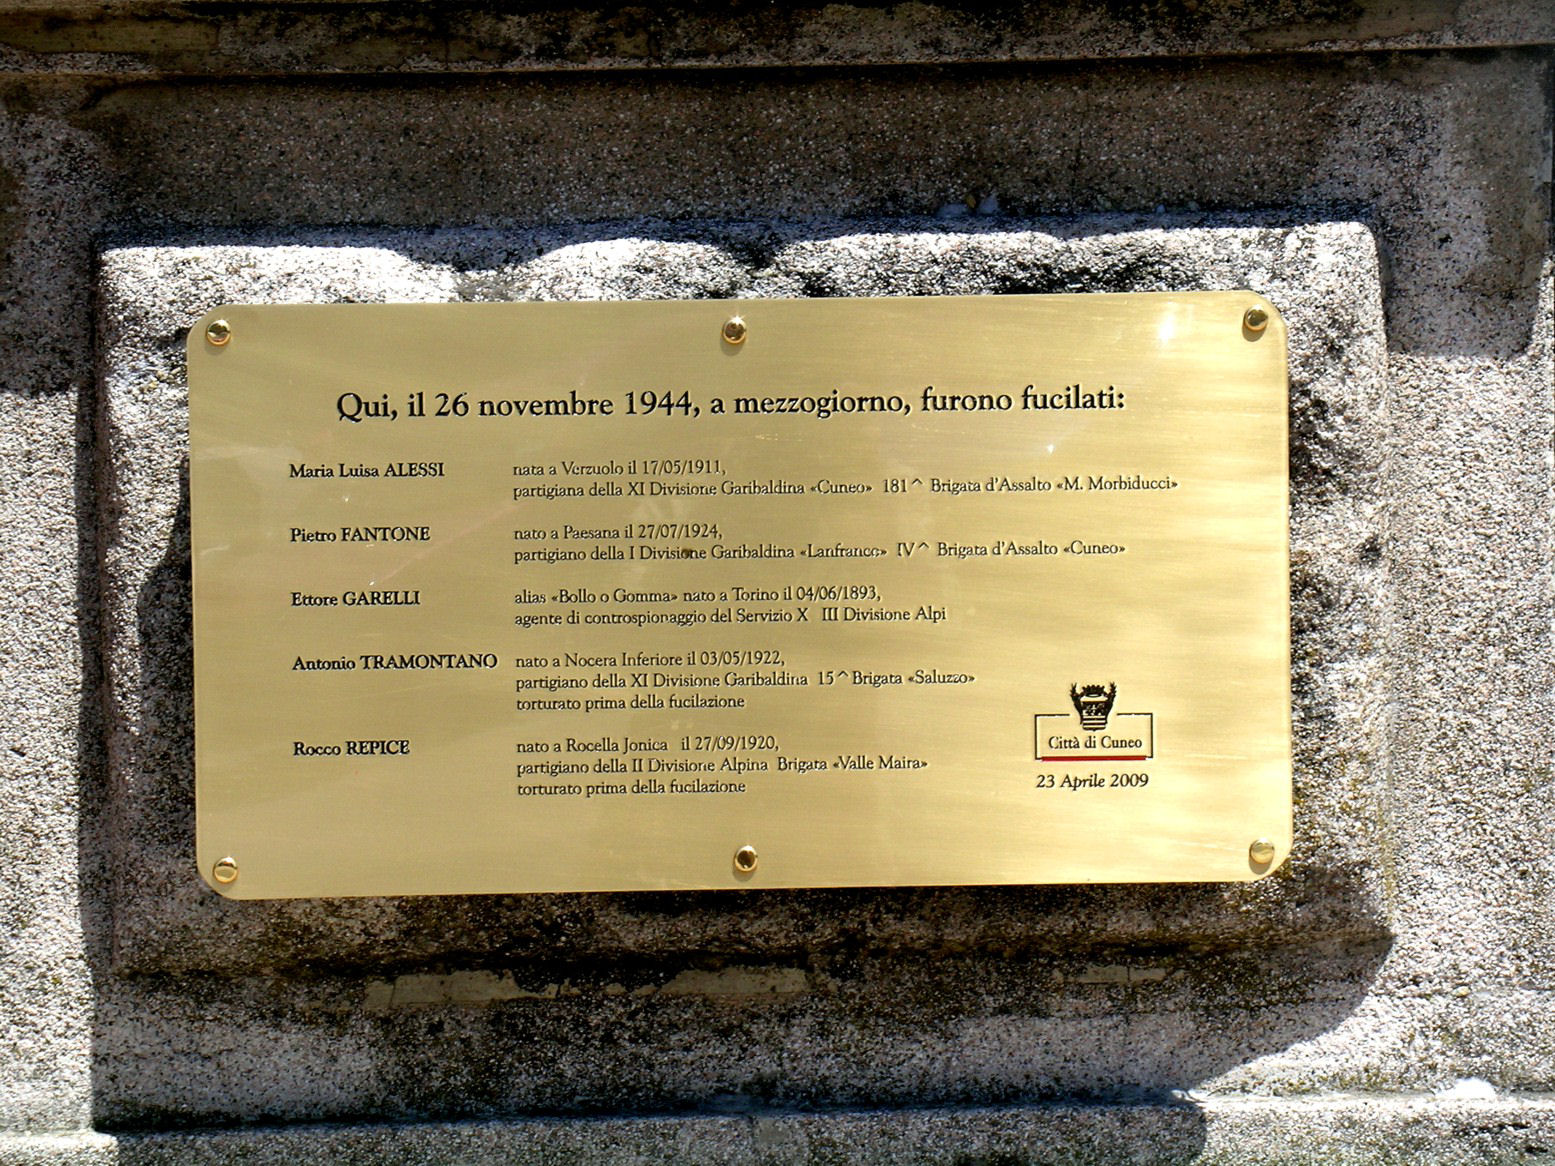 Qui, il 26 novembre 1944, a mezzogiorno, furono fucilati:
Maria Luisa ALESSI nata a Verzuolo il 17/05/1911,
partigiana della XI Divisione Garibaldina «Cuneo» 181^ Brigata d'Assalto «M. Morbiducci»
Pietro FANTONE nato a Paesana il 27/07/1924,
partigiano della I Divisione Garibaldina «Lanfranco» IV^ Brigata d'Assalto «Cuneo»
Ettore GARELLI alias «Bollo o Gomma» nato a Torino il 04/06/1893,
agente di controspionaggio del Servizio X III Divisione Alpi
Antonio TRAMONTANO nato a Nocera Inferiore il 03/05/1922,
partigiano della XI Divisione Garibaldina 15^ Brigata «Saluzzo»
torturato prima della fucilazione
Rocco REPICE nato a Rocella Jonica il 27/09/1920,
partigiano della II Divisione Alpina Brigata «Valle Maira»
torturato prima della fucilazione
Città di Cuneo
23 Aprile 2009